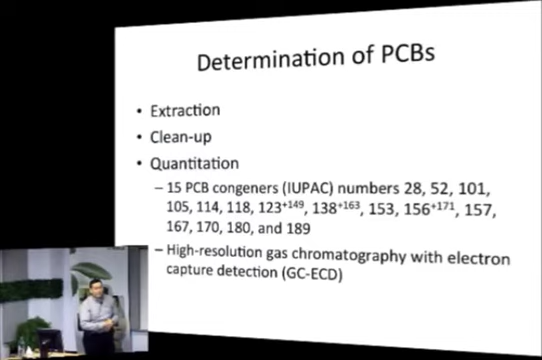 Determination of PCBs
• Extraction
• Clean-up
• Quantitation
– 15 PCB congeners (IUPAC) numbers 28, 52, 101,
105, 114, 118, 123+149, 138+163, 153, 156+171, 157,
167, 170, 180, and 189
– High-resolution gas chromatography with electron
capture detection (GC-ECD)